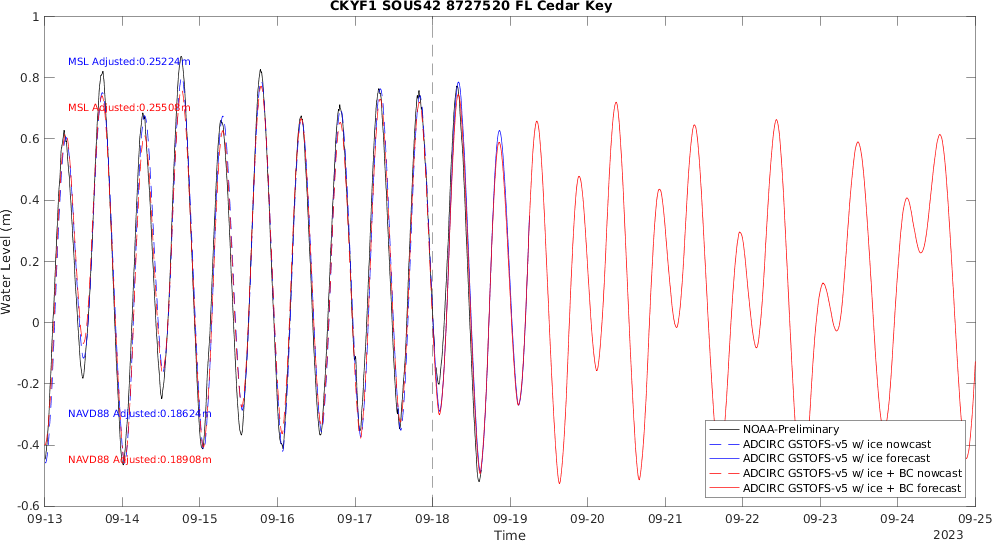 CKYF1 SOUS42 8727520 FL Cedar Key
Water Level (m)
1
0.8
0.6
0.4
0.2
0
-0.2
-0.4
-0.6
MSL Adjusted:0.25224m
MSL Adjusted:0.25508m
NAVD88 Adjusted:0.18624m
NAVD88 Adjusted:0.18908m
NOAA-Preliminary
ADCIRC GSTOFS-v5 w/ ice nowcast
ADCIRC GSTOFS-v5 w/ ice forecast
ADCIRC GSTOFS-v5 w/ ice + BC nowcast
ADCIRC GSTOFS-v5 w/ ice + BC forecast
09-13 09-14 09-15 09-16 09-17 09-18 09-19 09-20 09-21 09-22 09-23 09-24 09-25
Time
2023